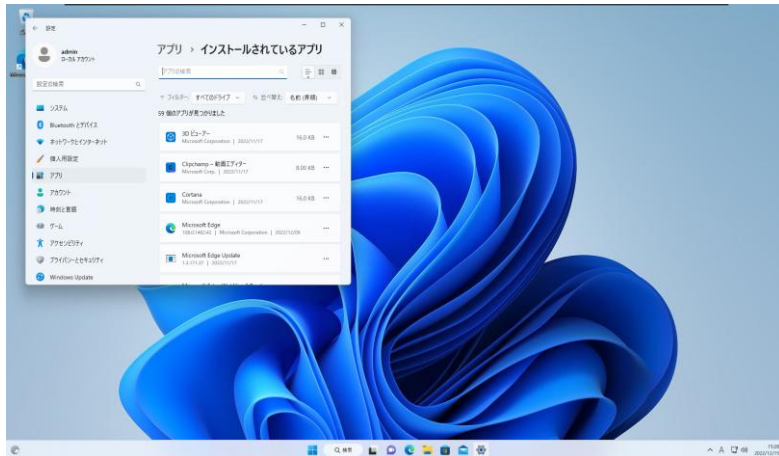 設定
admin
ローカル アカウント
設定の検索
システム
Bluetooth とデバイス
ネットワークとインターネット
個人用設定
アプリ
アカウント
時刻と言語
ゲーム
アクセシビリティ
プライバシーとセキュリティ
Windows Update
アプリ › インストールされているアプリ
アプリの検索
フィルター: すべてのドライブ 並べ替え: 名前 (昇順)
59 個のアプリが見つかりました
3D ビューアー 16.0 KB
Microsoft Corporation | 2022/11/17
Clipchamp – 動画エディター 8.00 KB
Microsoft Corp. | 2022/11/17
Cortana 16.0 KB
Microsoft Corporation | 2022/11/17
Microsoft Edge
Microsoft Corporation | 2022/12/09
Microsoft Edge Update
| 2022/11/17
検索
A